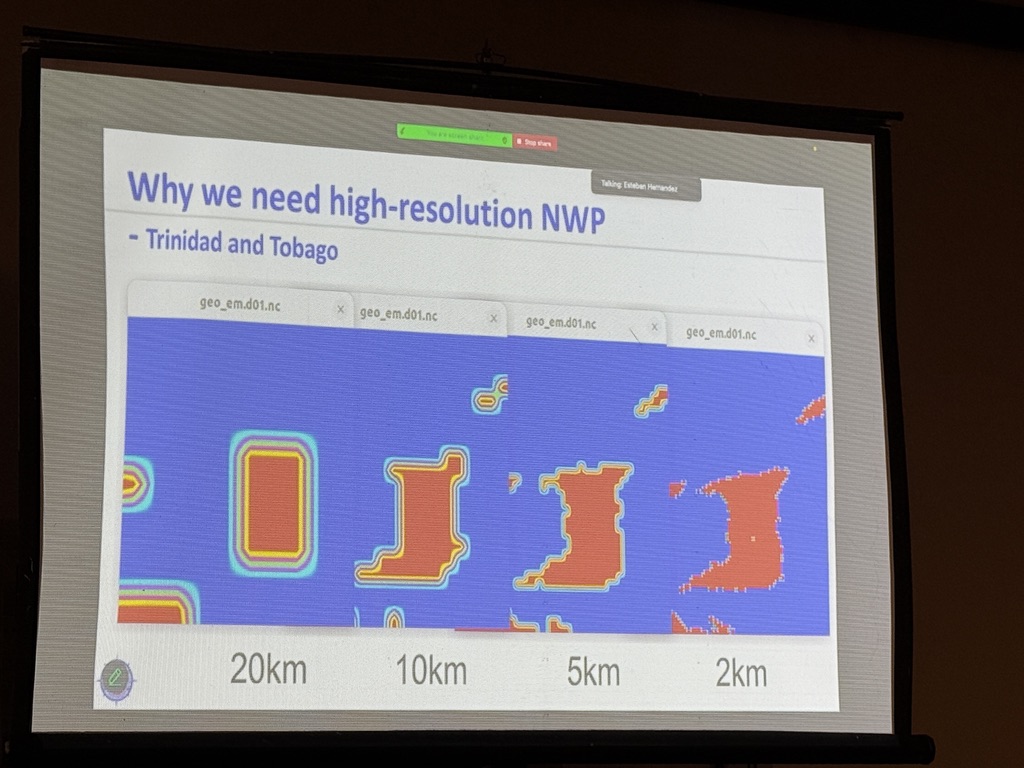 You are screen sharing
Stop share
Talking: Esteban Hernandez
Why we need high-resolution NWP
- Trinidad and Tobago
geo_em.d01.nc x geo_em.d01.nc x geo_em.d01.nc x geo_em.d01.nc x
20km 10km 5km 2km